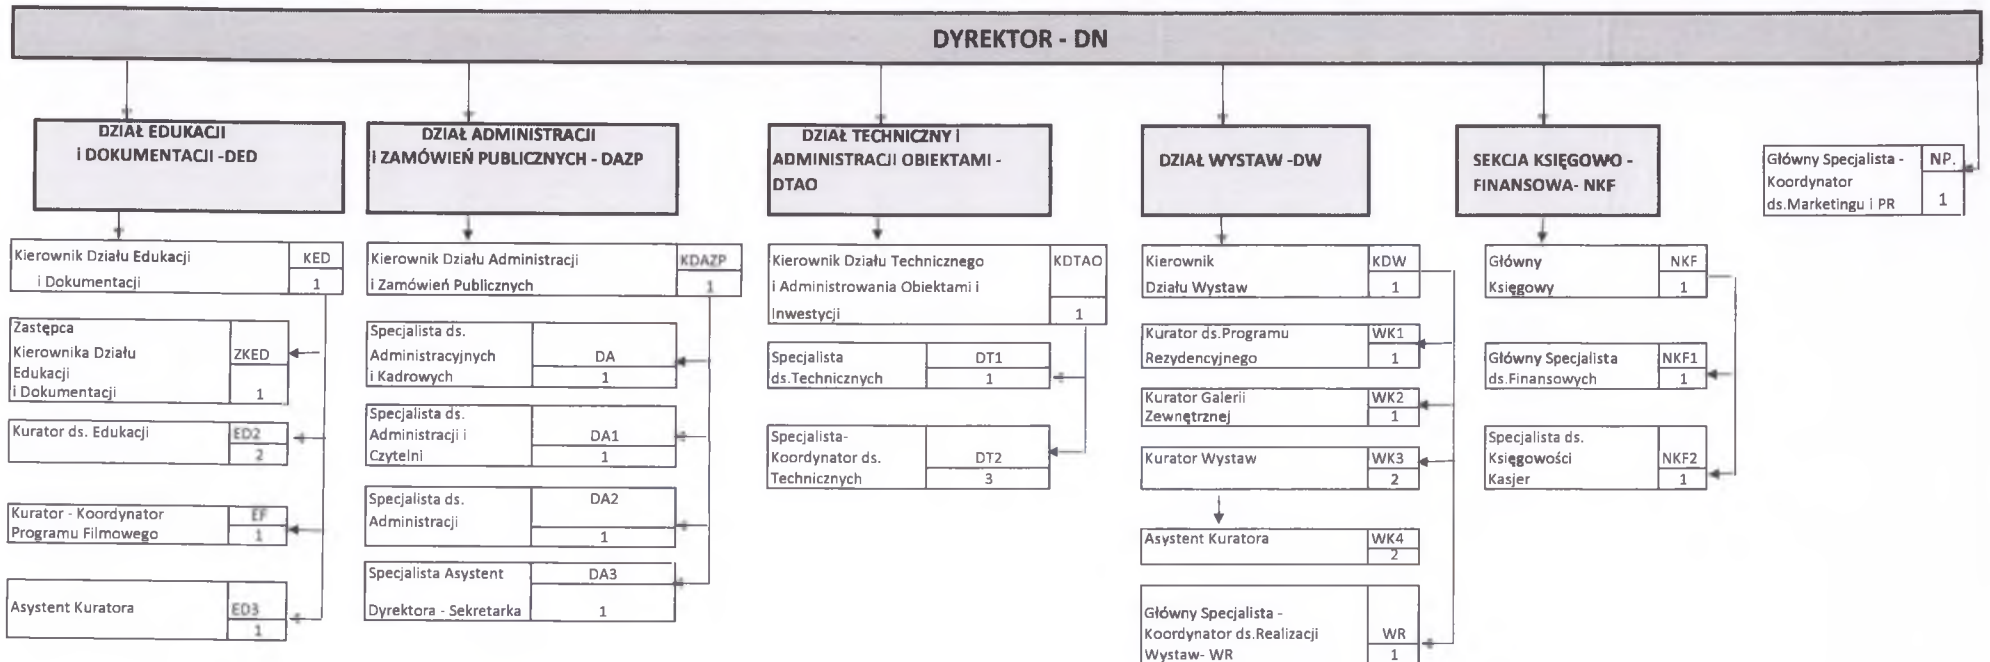 DYREKTOR - DN
DZIAŁ EDUKACJI
i DOKUMENTACJI -DED
Kierownik Działu Edukacji
i Dokumentacji
KED
1
Zastępca
Kierownika Działu
Edukacji
i Dokumentacji
ZKED
1
Kurator ds. Edukacji
ED2
2
Kurator - Koordynator
Programu Filmowego
EF
1
Asystent Kuratora
ED3
1
DZIAŁ ADMINISTRACJI
i ZAMÓWIEŃ PUBLICZNYCH - DAZP
Kierownik Działu Administracji
i Zamówień Publicznych
KDAZP
1
Specjalista ds.
Administracyjnych
i Kadrowych
DA
1
Specjalista ds.
Administracji i
Czytelni
DA1
1
Specjalista ds.
Administracji
DA2
1
Specjalista Asystent
Dyrektora - Sekretarka
DA3
1
DZIAŁ TECHNICZNY i
ADMINISTRACJI OBIEKTAMI -
DTAO
Kierownik Działu Technicznego
i Administrowania Obiektami i
Inwestycji
KDTAO
1
Specjalista
ds.Technicznych
DT1
1
Specjalista-
Koordynator ds.
Technicznych
DT2
3
DZIAŁ WYSTAW -DW
Kierownik
Działu Wystaw
KDW
1
Kurator ds.Programu
Rezydencyjnego
WK1
1
Kurator Galerii
Zewnętrznej
WK2
1
Kurator Wystaw
WK3
2
Asystent Kuratora
WK4
2
Główny Specjalista -
Koordynator ds.Realizacji
Wystaw- WR
WR
1
SEKCJA KSIĘGOWO -
FINANSOWA- NKF
Główny
Księgowy
NKF
1
Główny Specjalista
ds.Finansowych
NKF1
1
Specjalista ds.
Księgowości
Kasjer
NKF2
1
Główny Specjalista -
Koordynator
ds.Marketingu i PR
NP.
1